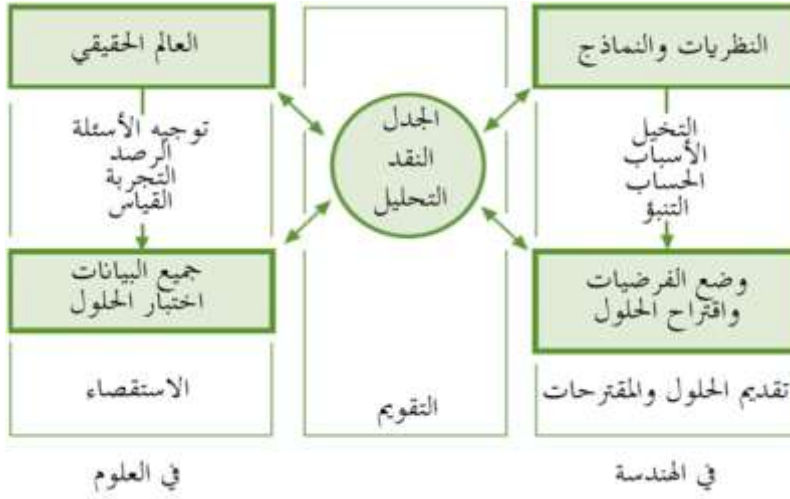 النظريات والنماذج
التخيل
الأسباب
الحساب
التنبؤ
وضع الفرضيات
واقتراح الحلول
تقديم الحلول والمقترحات
في الهندسة
الجدل
النقد
التحليل
التقويم
العالم الحقيقي
توجيه الأسئلة
الرصد
التجربة
القياس
جميع البيانات
اختبار الحلول
الاستقصاء
في العلوم